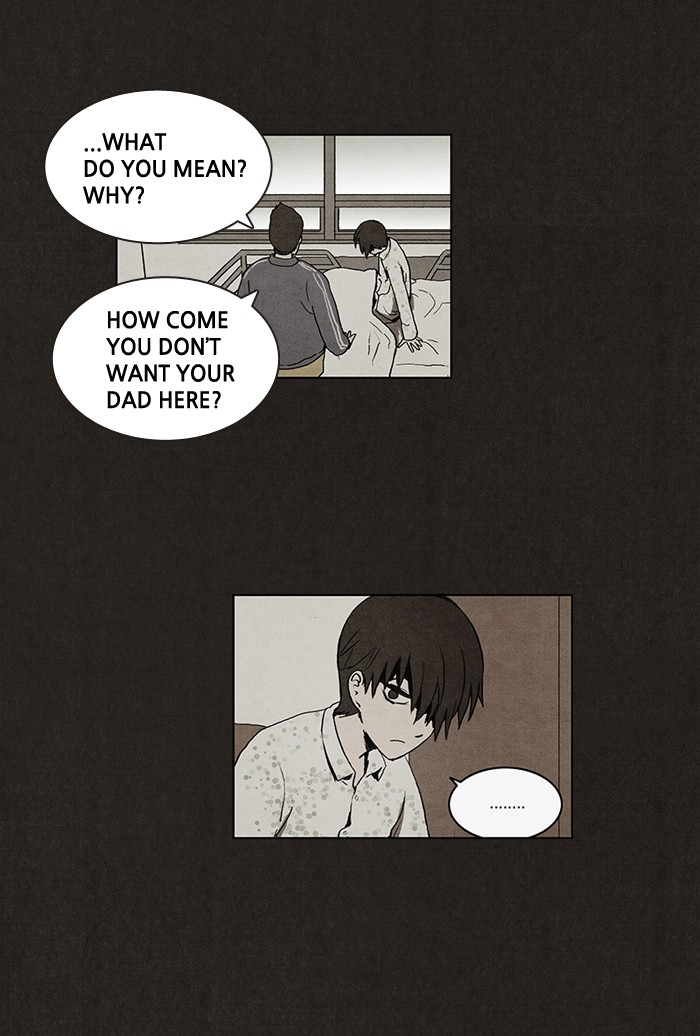 ...WHAT
DO YOU MEAN?
WHY?
HOW COME
YOU DON'T
WANT YOUR
DAD HERE?
........